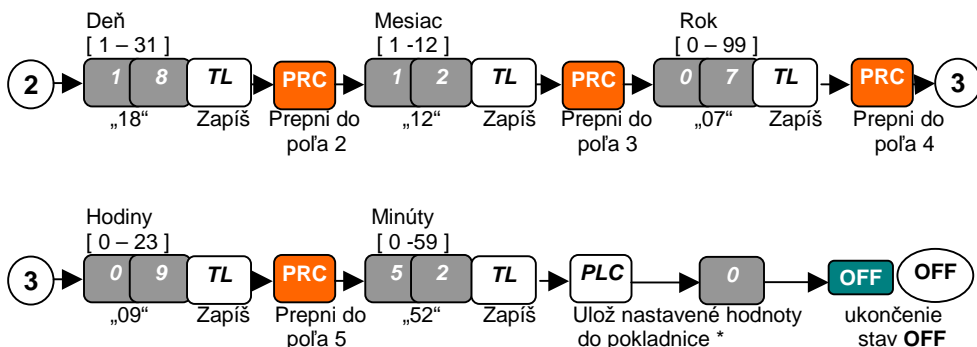 Deň Mesiac Rok
[ 1 – 31 ] [ 1 -12 ] [ 0 – 99 ]
2 1 8 TL PRC 1 2 TL PRC 0 7 TL PRC 3
„18“ Zapíš Prepni do „12“ Zapíš Prepni do „07“ Zapíš Prepni do
poľa 2 poľa 3 poľa 4
Hodiny Minúty
[ 0 – 23 ] [ 0 -59 ]
3 0 9 TL PRC 5 2 TL PLC 0 OFF OFF
„09“ Zapíš Prepni do „52“ Zapíš Ulož nastavené hodnoty ukončenie
poľa 5 do pokladnice * stav OFF